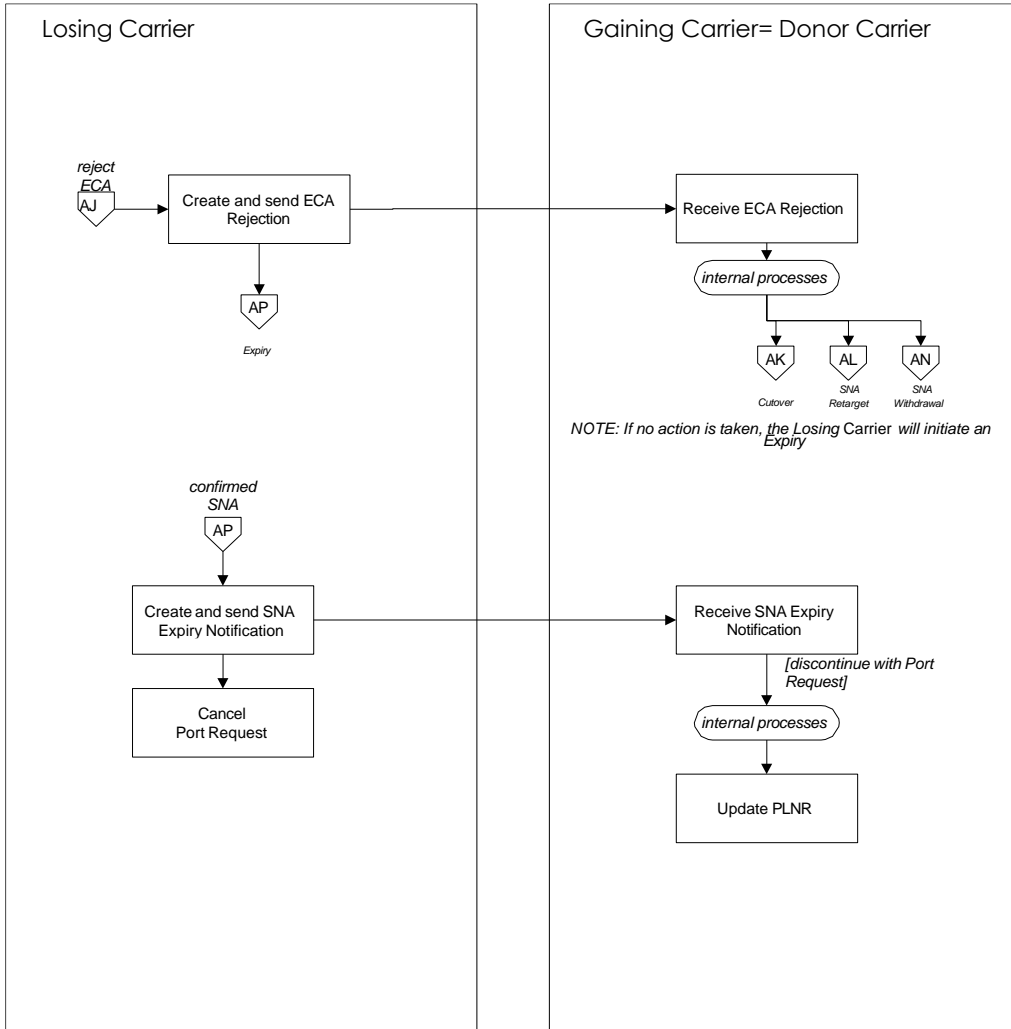 Losing Carrier
Gaining Carrier= Donor Carrier
reject
ECA
AJ
Create and send ECA
Rejection
Receive ECA Rejection
internal processes
AP
Expiry
AK
AL
AN
Cutover
SNA
Retarget
SNA
Withdrawal
NOTE: If no action is taken, the Losing Carrier will initiate an
Expiry
confirmed
SNA
AP
Create and send SNA
Expiry Notification
Receive SNA Expiry
Notification
[discontinue with Port
Request]
Cancel
Port Request
internal processes
Update PLNR